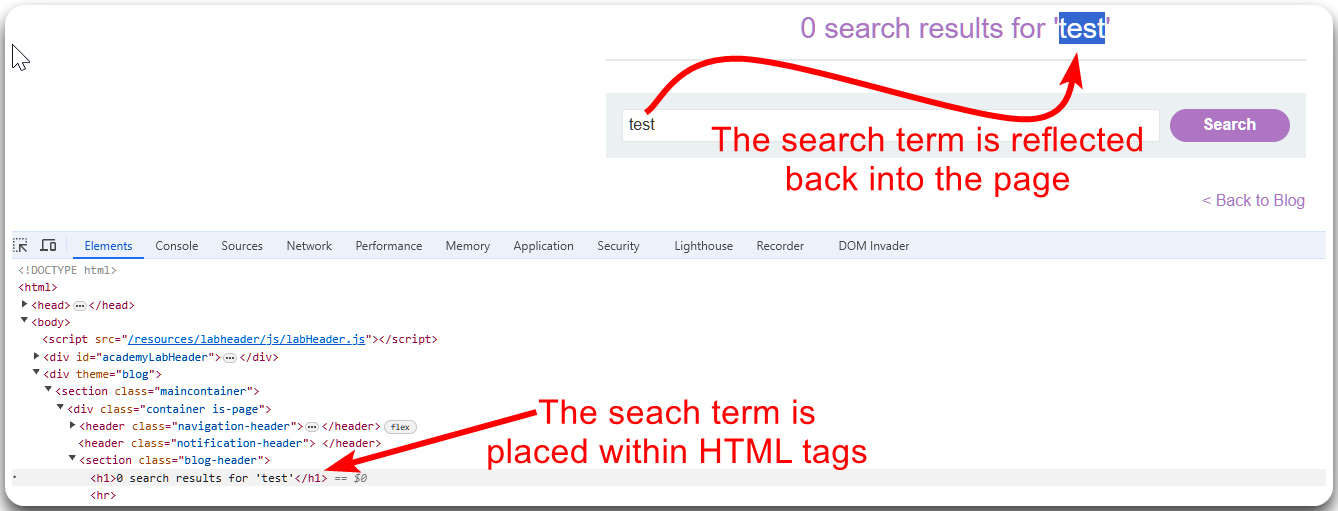 0 search results for 'test'
test
Search
The search term is reflected
back into the page
< Back to Blog
Elements Console Sources Network Performance Memory Application Security Lighthouse Recorder DOM Invader
<!DOCTYPE html>
<html>
<head> ••• </head>
<body>
<script src="/resources/labheader/js/labHeader.js"></script>
<div id="academyLabHeader"> ••• </div>
<div theme="blog">
<section class="maincontainer">
<div class="container is-page">
<header class="navigation-header"> ••• </header> flex
<header class="notification-header"> </header>
<section class="blog-header">
<h1>0 search results for 'test'</h1> == $0
<hr>
The seach term is
placed within HTML tags